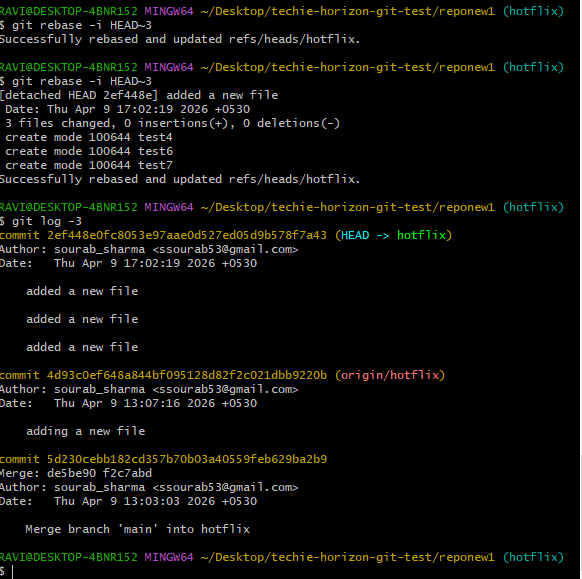 RAVI@DESKTOP-4BNR152 MINGW64 ~/Desktop/techie-horizon-git-test/reponew1 (hotflix)
$ git rebase -i HEAD~3
Successfully rebased and updated refs/heads/hotflix.
RAVI@DESKTOP-4BNR152 MINGW64 ~/Desktop/techie-horizon-git-test/reponew1 (hotflix)
$ git rebase -i HEAD~3
[detached HEAD 2ef448e] added a new file
Date: Thu Apr 9 17:02:19 2026 +0530
3 files changed, 0 insertions(+), 0 deletions(-)
create mode 100644 test4
create mode 100644 test6
create mode 100644 test7
Successfully rebased and updated refs/heads/hotflix.
RAVI@DESKTOP-4BNR152 MINGW64 ~/Desktop/techie-horizon-git-test/reponew1 (hotflix)
$ git log -3
commit 2ef448e0fc8053e97aae0d527ed05d9b578f7a43 (HEAD -> hotflix)
Author: sourab_sharma <ssourab53@gmail.com>
Date:   Thu Apr 9 17:02:19 2026 +0530
added a new file
added a new file
added a new file
commit 4d93c0ef648a844bf095128d82f2c021dbb9220b (origin/hotflix)
Author: sourab_sharma <ssourab53@gmail.com>
Date:   Thu Apr 9 13:07:16 2026 +0530
adding a new file
commit 5d230cebb182cd357b70b03a40559feb629ba2b9
Merge: de5be90 f2c7abd
Author: sourab_sharma <ssourab53@gmail.com>
Date:   Thu Apr 9 13:03:03 2026 +0530
Merge branch 'main' into hotflix
RAVI@DESKTOP-4BNR152 MINGW64 ~/Desktop/techie-horizon-git-test/reponew1 (hotflix)
$